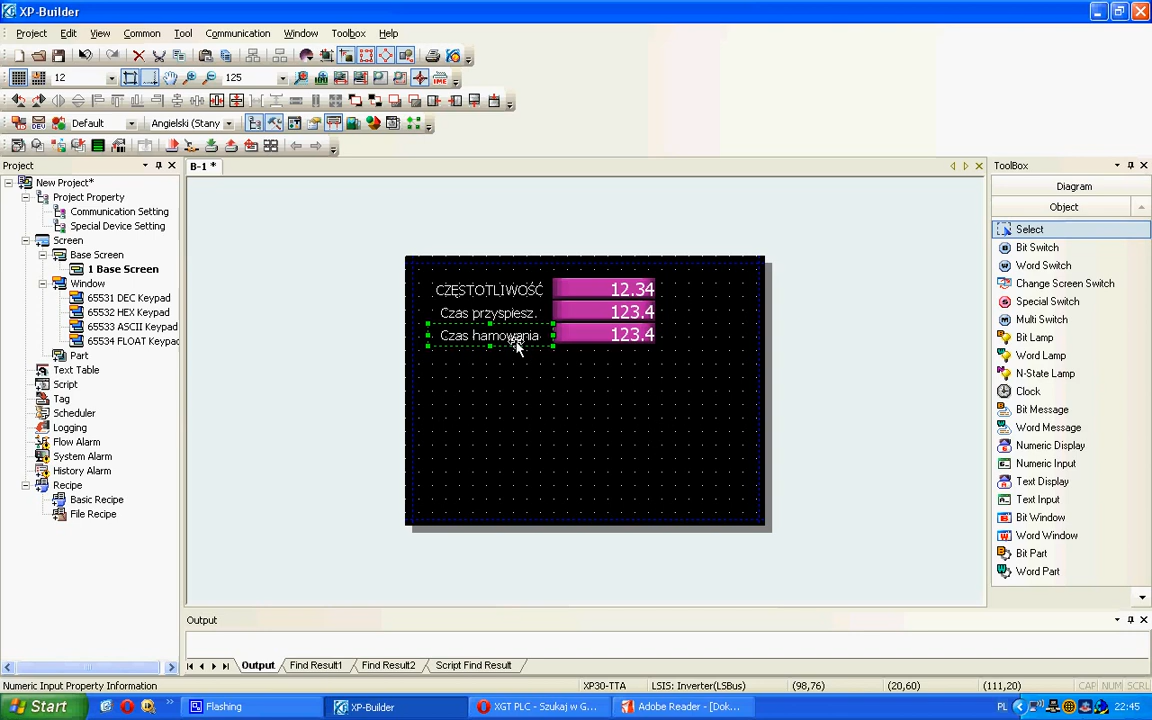 XP-Builder
Project Edit View Common Tool Communication Window Toolbox Help
12 125
IME
Default Angielski (Stany
Project
New Project*
Project Property
Communication Setting
Special Device Setting
Screen
Base Screen
1 Base Screen
Window
65531 DEC Keypad
65532 HEX Keypad
65533 ASCII Keypad
65534 FLOAT Keypad
Part
Text Table
Script
Tag
Scheduler
Logging
Flow Alarm
System Alarm
History Alarm
Recipe
Basic Recipe
File Recipe
B-1 *
CZĘSTOTLIWOŚĆ 12.34
Czas przyspiesz. 123.4
Czas hamowania 123.4
ToolBox
Diagram
Object
Select
Bit Switch
Word Switch
Change Screen Switch
Special Switch
Multi Switch
Bit Lamp
Word Lamp
N-State Lamp
Clock
Bit Message
Word Message
Numeric Display
Numeric Input
Text Display
Text Input
Bit Window
Word Window
Bit Part
Word Part
Output
Output Find Result1 Find Result2 Script Find Result
Numeric Input Property Information XP30-TTA LSIS: Inverter(LSBus) (98,76) (20,60) (111,20) CAP NUM SCRL
Start Flashing XP-Builder XGT PLC - Szukaj w G... Adobe Reader - [Dok... PL 22:45